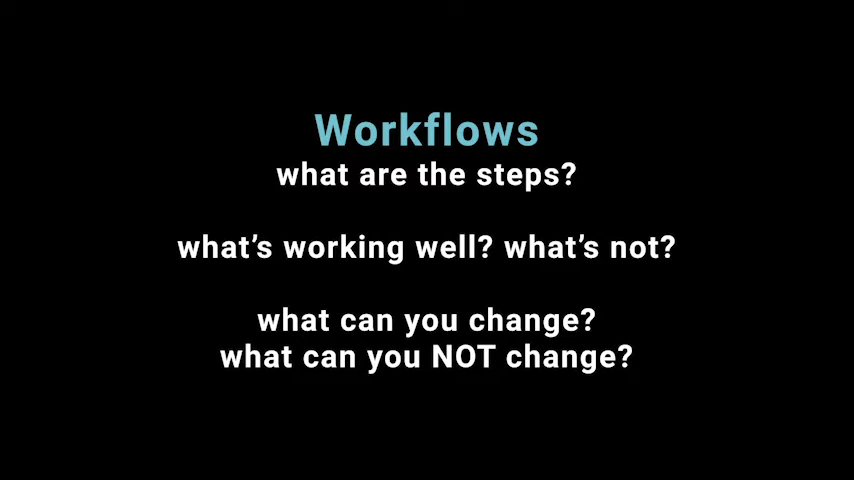 Workflows
what are the steps?
what’s working well? what’s not?
what can you change?
what can you NOT change?